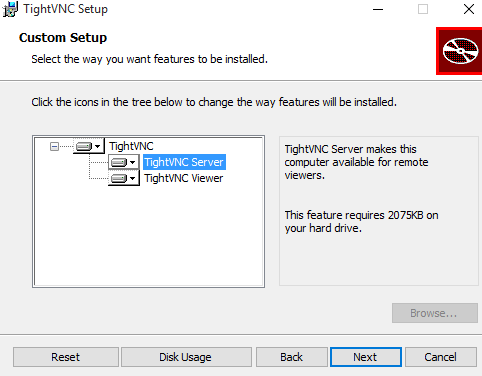 TightVNC Setup
Custom Setup
Select the way you want features to be installed.
Click the icons in the tree below to change the way features will be installed.
TightVNC
TightVNC Server
TightVNC Viewer
TightVNC Server makes this
computer available for remote
viewers.
This feature requires 2075KB on
your hard drive.
Browse...
Reset
Disk Usage
Back
Next
Cancel